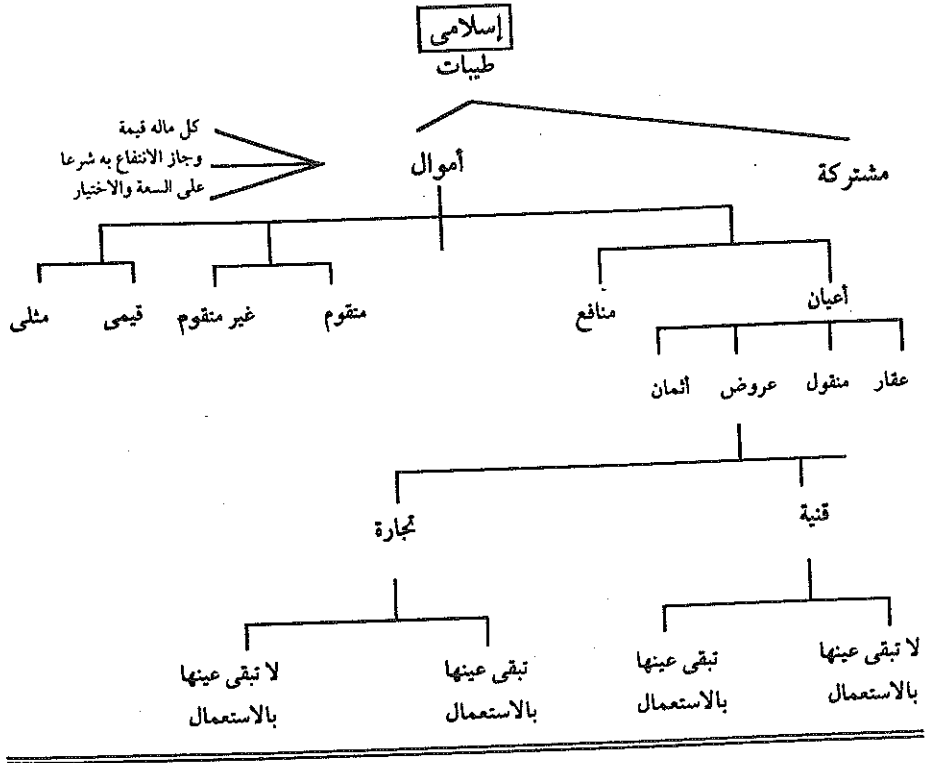 إسلامى
طيبات
كل ماله قيمة
وجاز الانتفاع به شرعا
على السعة والاختيار
أموال
مشتركة
أعيان
منافع
متقوم
غير متقوم
قيمى
مثلى
عقار
منقول
عروض
أثمان
قنية
تجارة
لا تبقى عينها
بالاستعمال
تبقى عينها
بالاستعمال
تبقى عينها
بالاستعمال
لا تبقى عينها
بالاستعمال